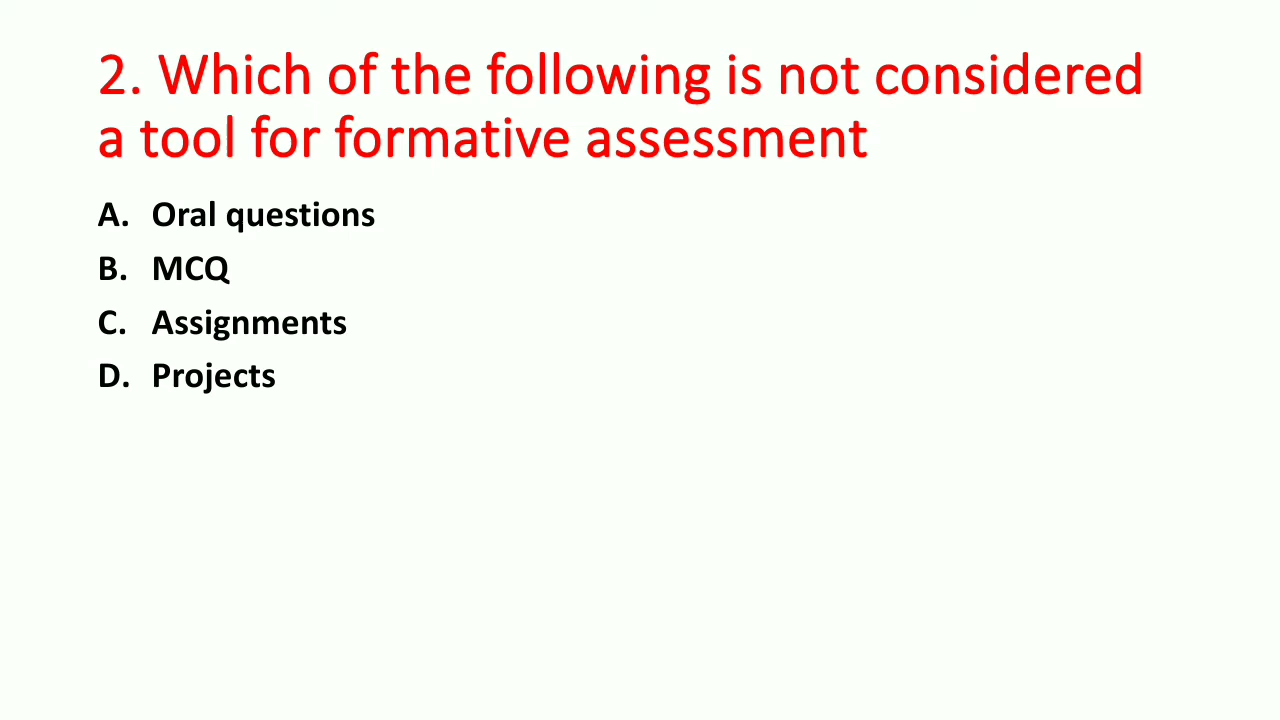 2. Which of the following is not considered
a tool for formative assessment
A. Oral questions
B. MCQ
C. Assignments
D. Projects